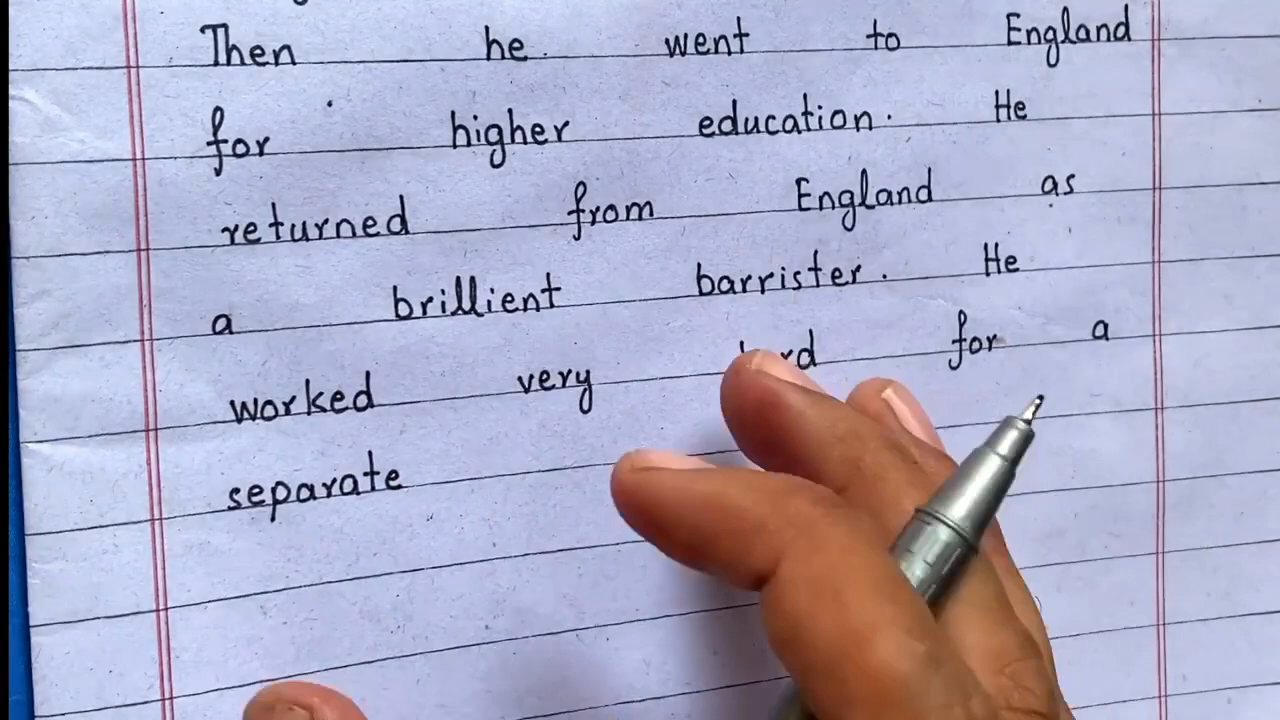 Then he went to England
for higher education. He
returned from England as
a brillient barrister. He
worked very hard for a
separate